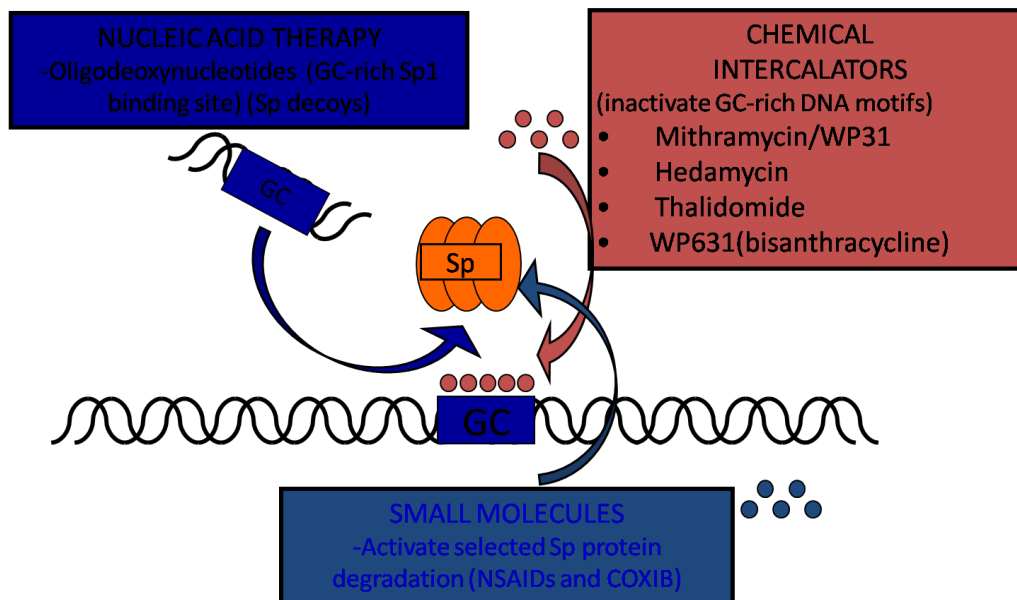 NUCLEIC ACID THERAPY
-Oligodeoxynucleotides (GC-rich Sp1
binding site) (Sp decoys)
CHEMICAL
INTERCALATORS
(inactivate GC-rich DNA motifs)
• Mithramycin/WP31
• Hedamycin
• Thalidomide
• WP631(bisanthracycline)
GC
Sp
GC
SMALL MOLECULES
-Activate selected Sp protein
degradation (NSAIDs and COXIB)